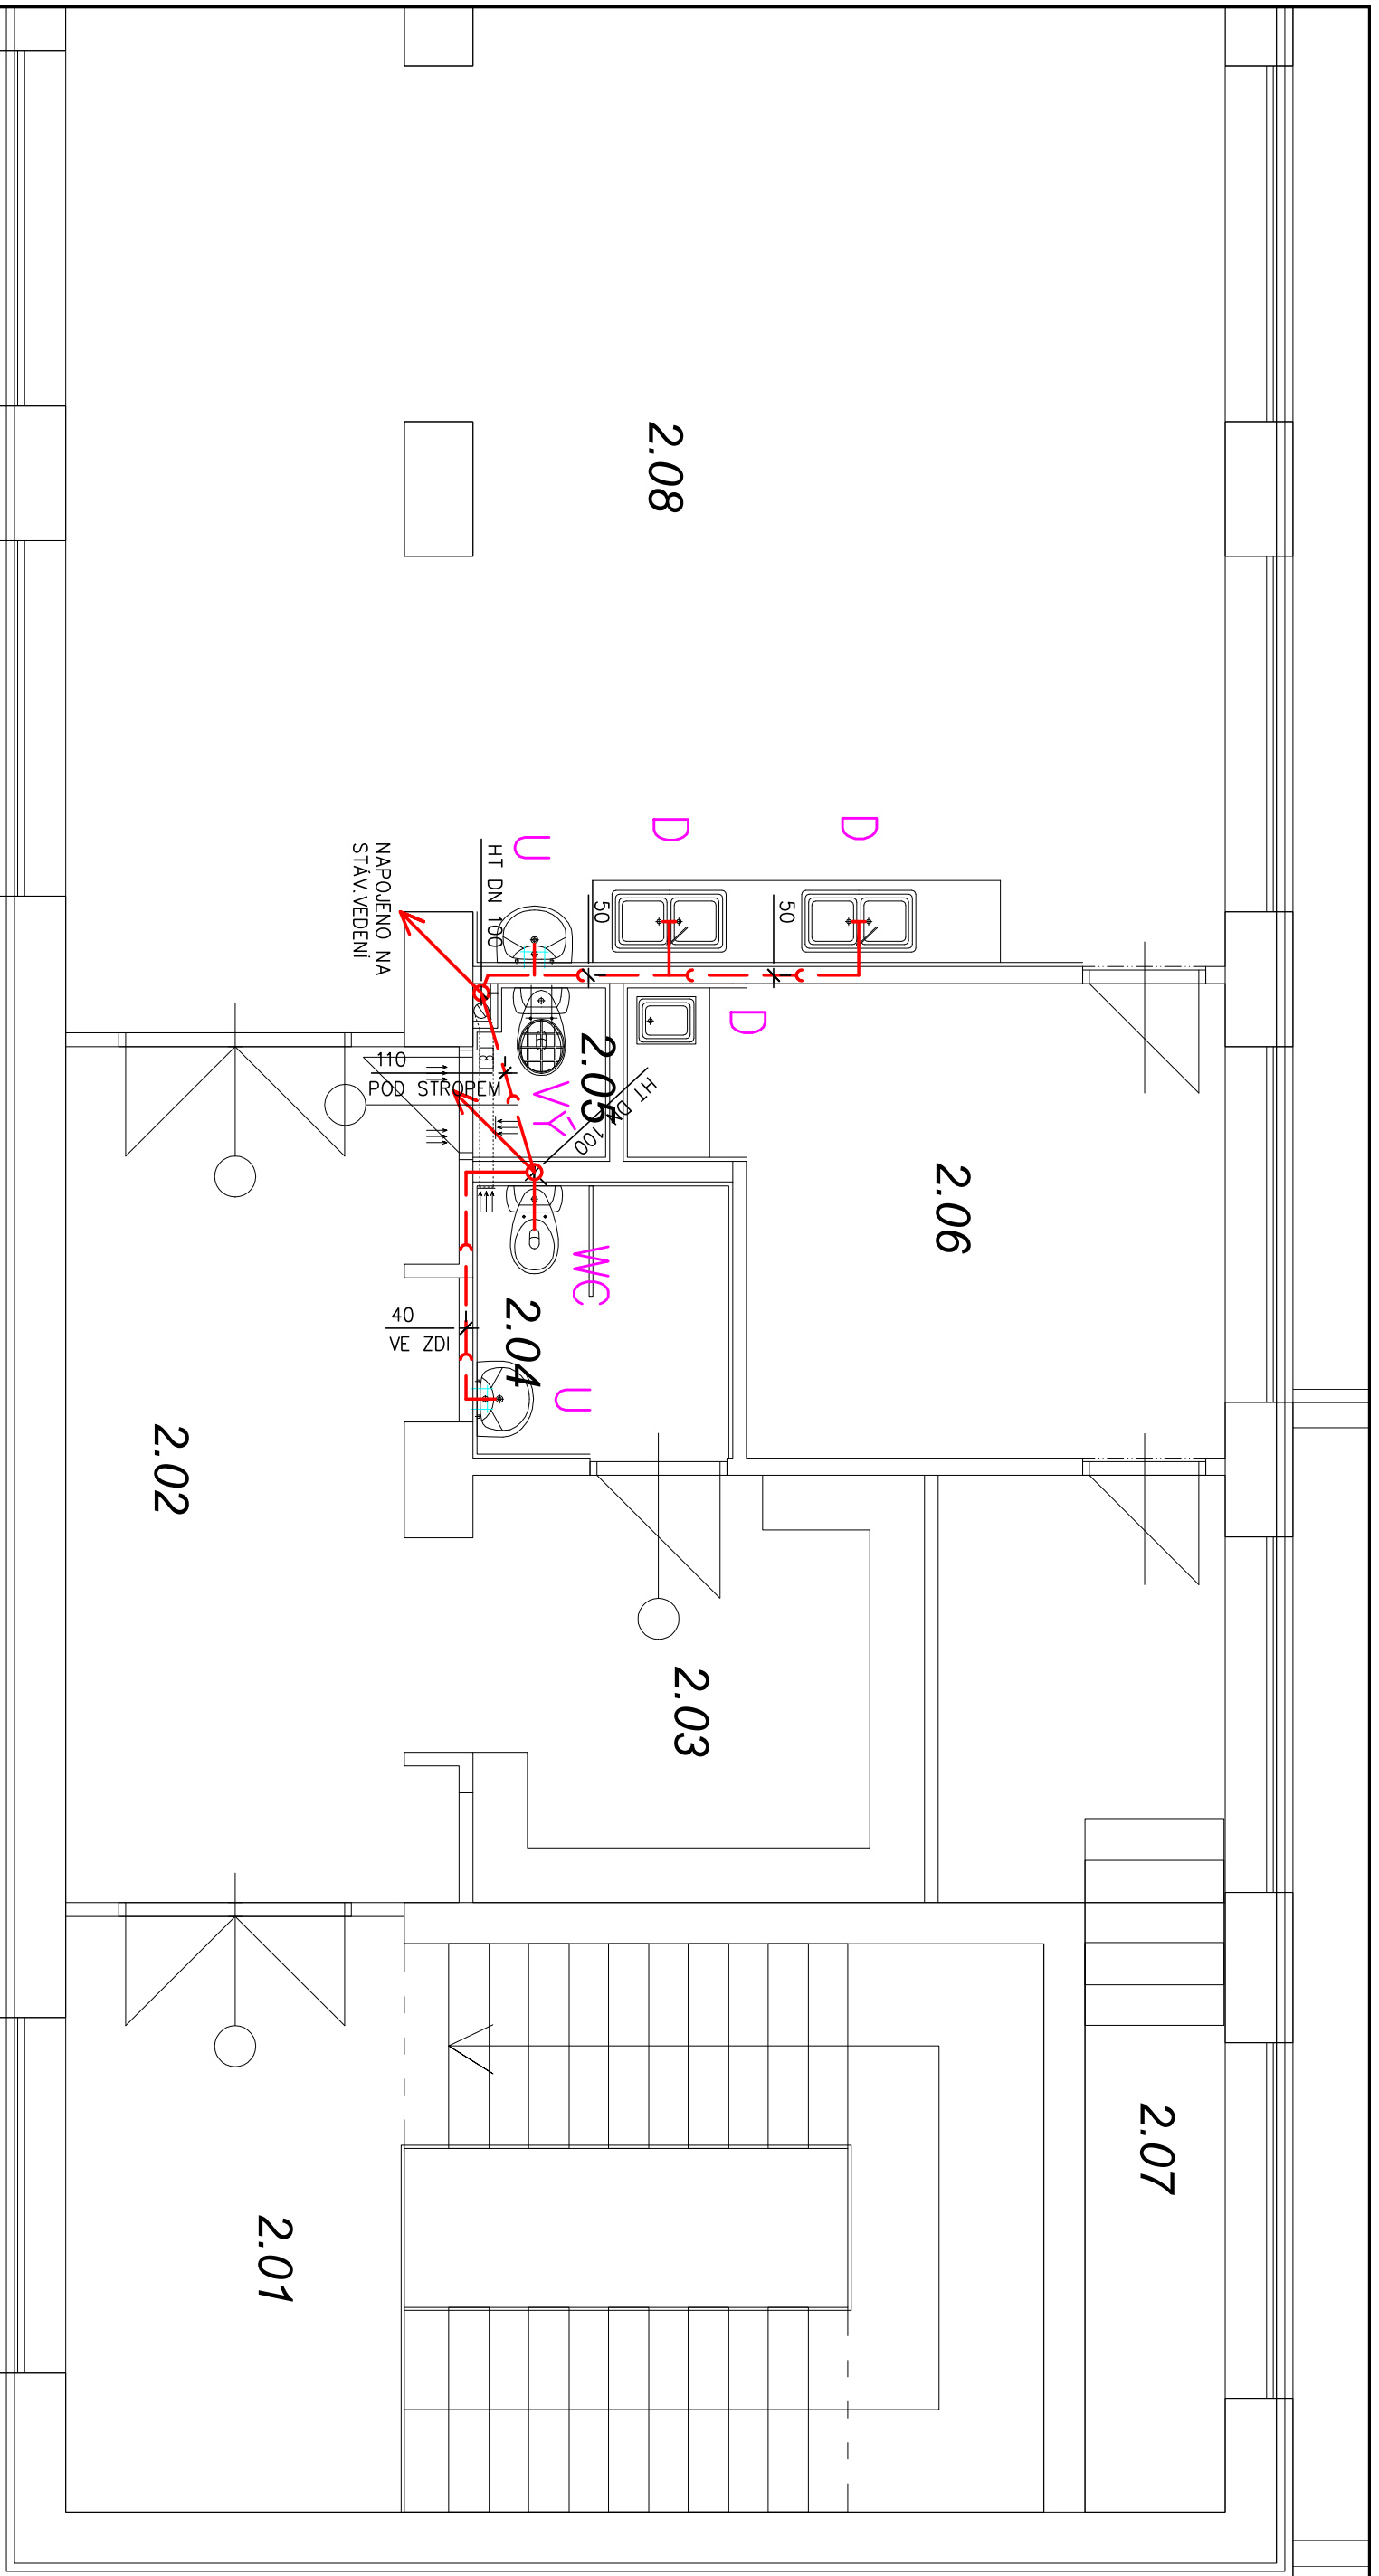 2.08
D
D
U
HT DN 100
50
50
NAPOJENO NA
STÁV.VEDENÍ
D
2.05
HT DN 100
110
POD STROPEM
VÝ
2.06
WC
2.04
40
VE ZDI
U
2.02
2.03
2.07
2.01